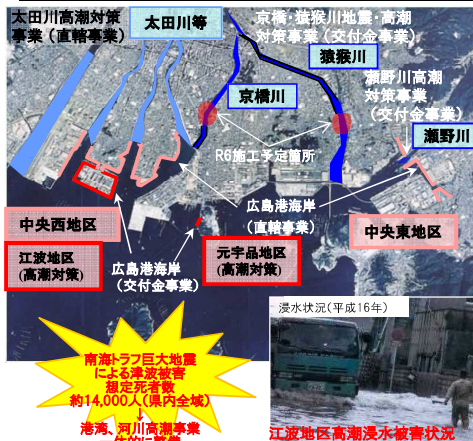 太田川高潮対策
事業（直轄事業）
太田川等
京橋・猿猴川地震・高潮
対策事業（交付金事業）
猿猴川
瀬野川高潮
対策事業
（交付金事業）
京橋川
瀬野川
R6施工予定箇所
広島港海岸
（直轄事業）
中央西地区
中央東地区
江波地区
(高潮対策)
広島港海岸
（交付金事業）
元宇品地区
(高潮対策)
浸水状況(平成16年)
南海トラフ巨大地震
による津波被害
想定死者数
約14,000人(県内全域)
↓
港湾、河川高潮事業
江波地区高潮浸水被害状況